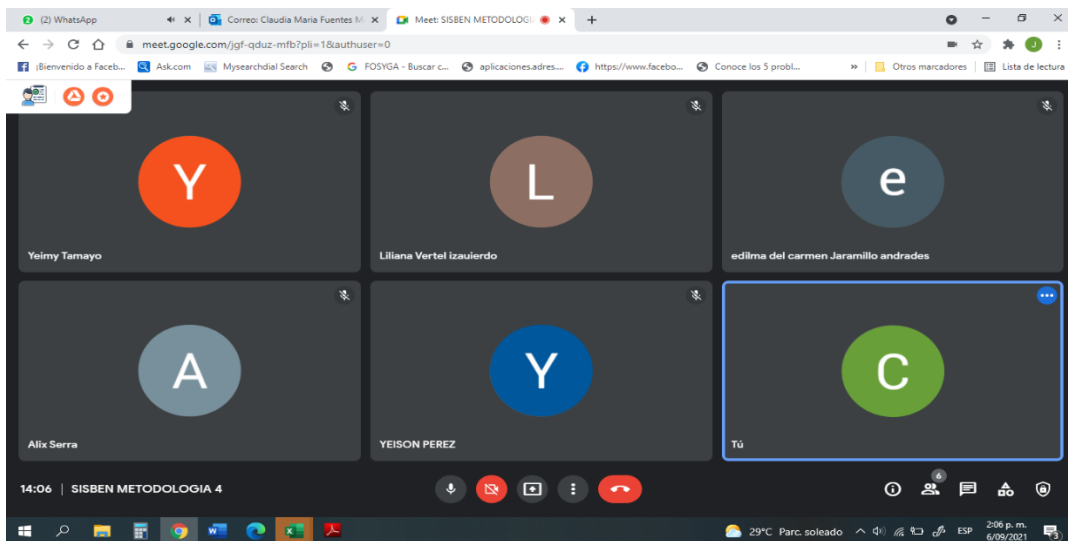 (2) WhatsApp
Correo: Claudia Maria Fuentes M
Meet: SISBEN METODOLOGI
meet.google.com/jgf-qduz-mfb?pli=1&authuser=0
¡Bienvenido a Faceb...
Ask.com
Mysearchdial Search
FOSYGA - Buscar c...
aplicaciones.adres....
https://www.facebo...
Conoce los 5 probl...
»
Otros marcadores
Lista de lectura
J
Y
Yeimy Tamayo
L
Liliana Vertel izauierdo
e
edilma del carmen Jaramillo andrades
A
Alix Serra
Y
YEISON PEREZ
C
Tú
14:06 | SISBEN METODOLOGIA 4
6
29°C Parc. soleado
ESP
2:06 p. m.
6/09/2021
3